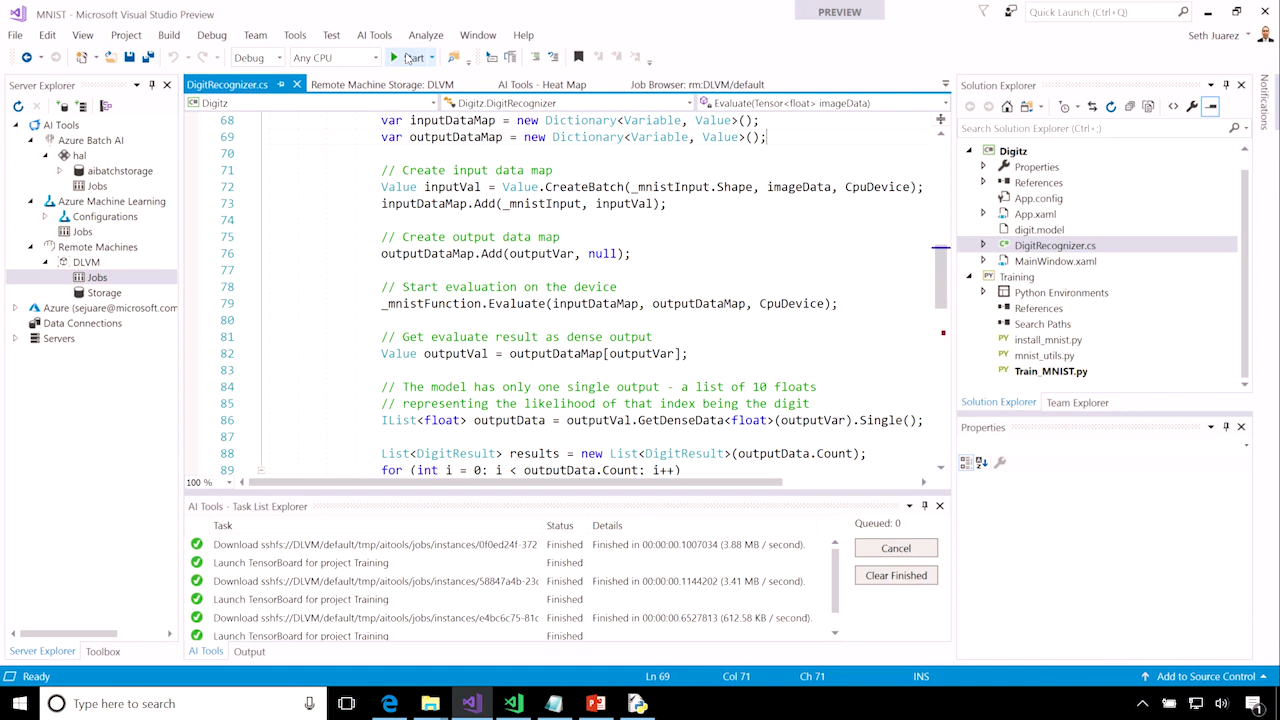 MNIST - Microsoft Visual Studio Preview
PREVIEW
Quick Launch (Ctrl+Q)
File Edit View Project Build Debug Team Tools Test AI Tools Analyze Window Help
Seth Juarez
Debug Any CPU Start
Server Explorer
AI Tools
Azure Batch AI
hal
aibatchstorage
Jobs
Azure Machine Learning
Configurations
Jobs
Remote Machines
DLVM
Jobs
Storage
Azure (sejuare@microsoft.com
Data Connections
Servers
Server Explorer Toolbox
DigitRecognizer.cs Remote Machine Storage: DLVM AI Tools - Heat Map Job Browser: rm:DLVM/default
Digitz Digitz.DigitRecognizer Evaluate(Tensor<float> imageData)
68 var inputDataMap = new Dictionary<Variable, Value>();
69 var outputDataMap = new Dictionary<Variable, Value>();
70
71 // Create input data map
72 Value inputVal = Value.CreateBatch(_mnistInput.Shape, imageData, CpuDevice);
73 inputDataMap.Add(_mnistInput, inputVal);
74
75 // Create output data map
76 outputDataMap.Add(outputVar, null);
77
78 // Start evaluation on the device
79 _mnistFunction.Evaluate(inputDataMap, outputDataMap, CpuDevice);
80
81 // Get evaluate result as dense output
82 Value outputVal = outputDataMap[outputVar];
83
84 // The model has only one single output - a list of 10 floats
85 // representing the likelihood of that index being the digit
86 IList<float> outputData = outputVal.GetDenseData<float>(outputVar).Single();
87
88 List<DigitResult> results = new List<DigitResult>(outputData.Count);
89 for (int i = 0; i < outputData.Count; i++)
100 %
AI Tools - Task List Explorer
Task Status Details
Download sshfs://DLVM/default/tmp/aitools/jobs/instances/0f0ed24f-372 Finished Finished in 00:00:00.1007034 (3.88 MB / second).
Launch TensorBoard for project Training Finished
Download sshfs://DLVM/default/tmp/aitools/jobs/instances/58847a4b-23c Finished Finished in 00:00:00.1144202 (3.41 MB / second).
Launch TensorBoard for project Training Finished
Download sshfs://DLVM/default/tmp/aitools/jobs/instances/e4bc6c75-81c Finished Finished in 00:00:00.6527813 (612.58 KB / second).
Launch TensorBoard for project Training Finished
Queued: 0
Cancel
Clear Finished
AI Tools Output
Solution Explorer
Search Solution Explorer
Digitz
Properties
References
App.config
App.xaml
digit.model
DigitRecognizer.cs
MainWindow.xaml
Training
Python Environments
References
Search Paths
install_mnist.py
mnist_utils.py
Train_MNIST.py
Solution Explorer Team Explorer
Properties
Notifications
Ready Ln 69 Col 71 Ch 71 INS Add to Source Control
Type here to search